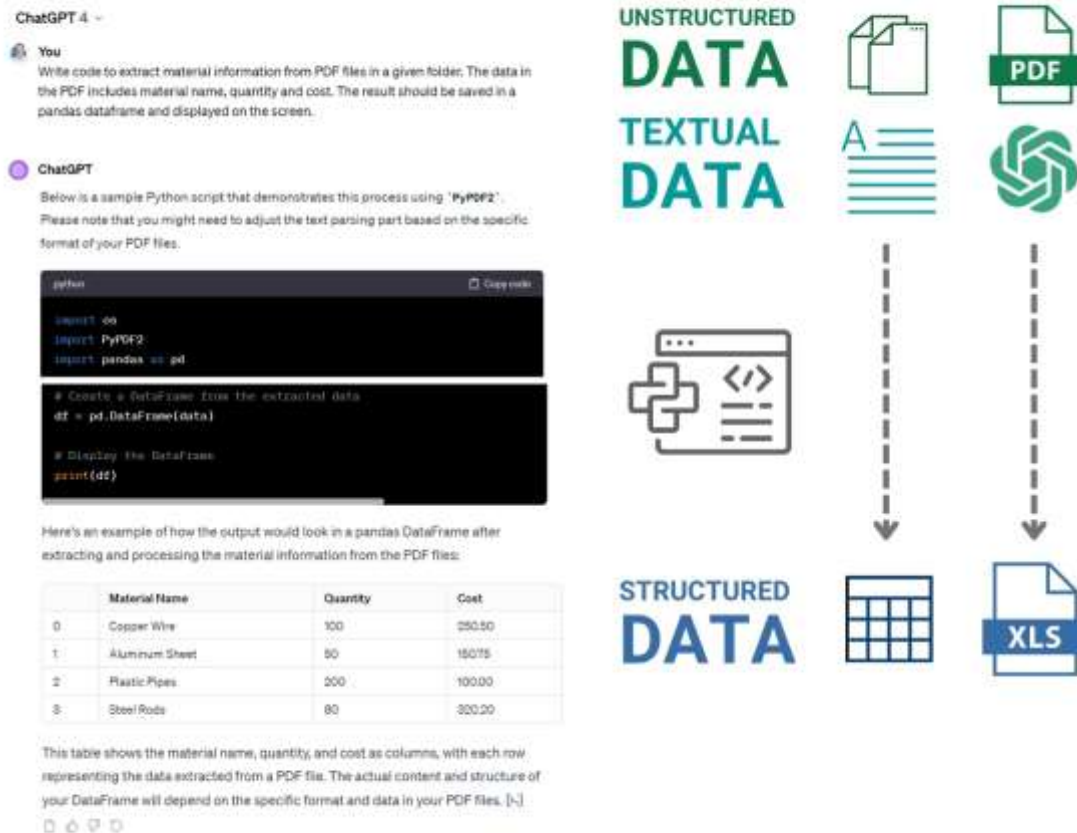 ChatGPT 4
You
Write code to extract material information from PDF files in a given folder. The data in
the PDF includes material name, quantity and cost. The result should be saved in a
pandas dataframe and displayed on the screen.
ChatGPT
Below is a sample Python script that demonstrates this process using `PyPDF2`.
Please note that you might need to adjust the text parsing part based on the specific
format of your PDF files.
python Copy code
import os
import PyPDF2
import pandas as pd
# Create a DataFrame from the extracted data
df = pd.DataFrame(data)
# Display the DataFrame
print(df)
Here's an example of how the output would look in a pandas DataFrame after
extracting and processing the material information from the PDF files:
Material Name Quantity Cost
0 Copper Wire 100 250.50
1 Aluminum Sheet 50 150.75
2 Plastic Pipes 200 100.00
3 Steel Rods 80 320.20
This table shows the material name, quantity, and cost as columns, with each row
representing the data extracted from a PDF file. The actual content and structure of
your DataFrame will depend on the specific format and data in your PDF files. [>-]
UNSTRUCTURED
DATA
PDF
TEXTUAL
DATA
A
</>
STRUCTURED
DATA
XLS